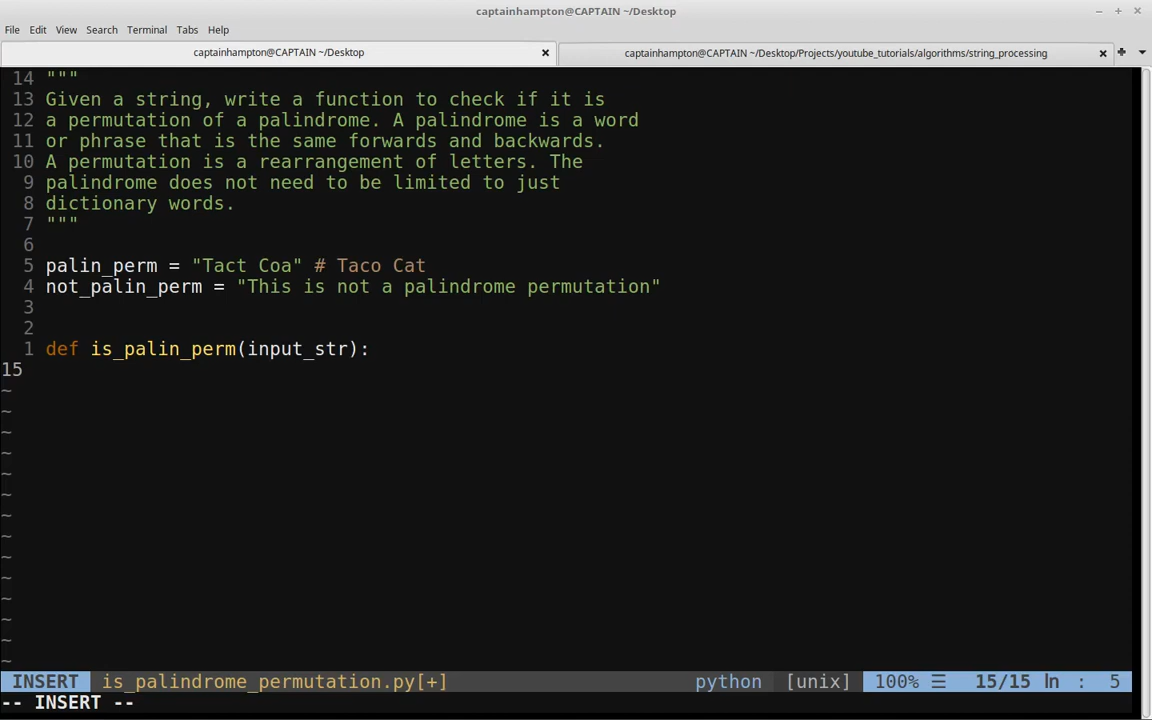 captainhampton@CAPTAIN ~/Desktop
File Edit View Search Terminal Tabs Help
captainhampton@CAPTAIN ~/Desktop captainhampton@CAPTAIN ~/Desktop/Projects/youtube_tutorials/algorithms/string_processing
14 """
13 Given a string, write a function to check if it is
12 a permutation of a palindrome. A palindrome is a word
11 or phrase that is the same forwards and backwards.
10 A permutation is a rearrangement of letters. The
9 palindrome does not need to be limited to just
8 dictionary words.
7 """
6
5 palin_perm = "Tact Coa" # Taco Cat
4 not_palin_perm = "This is not a palindrome permutation"
3
2
1 def is_palin_perm(input_str):
15
~
~
~
~
~
~
~
~
~
~
~
~
~
~
INSERT is_palindrome_permutation.py[+] python [unix] 100% ☰ 15/15 ln : 5
-- INSERT --